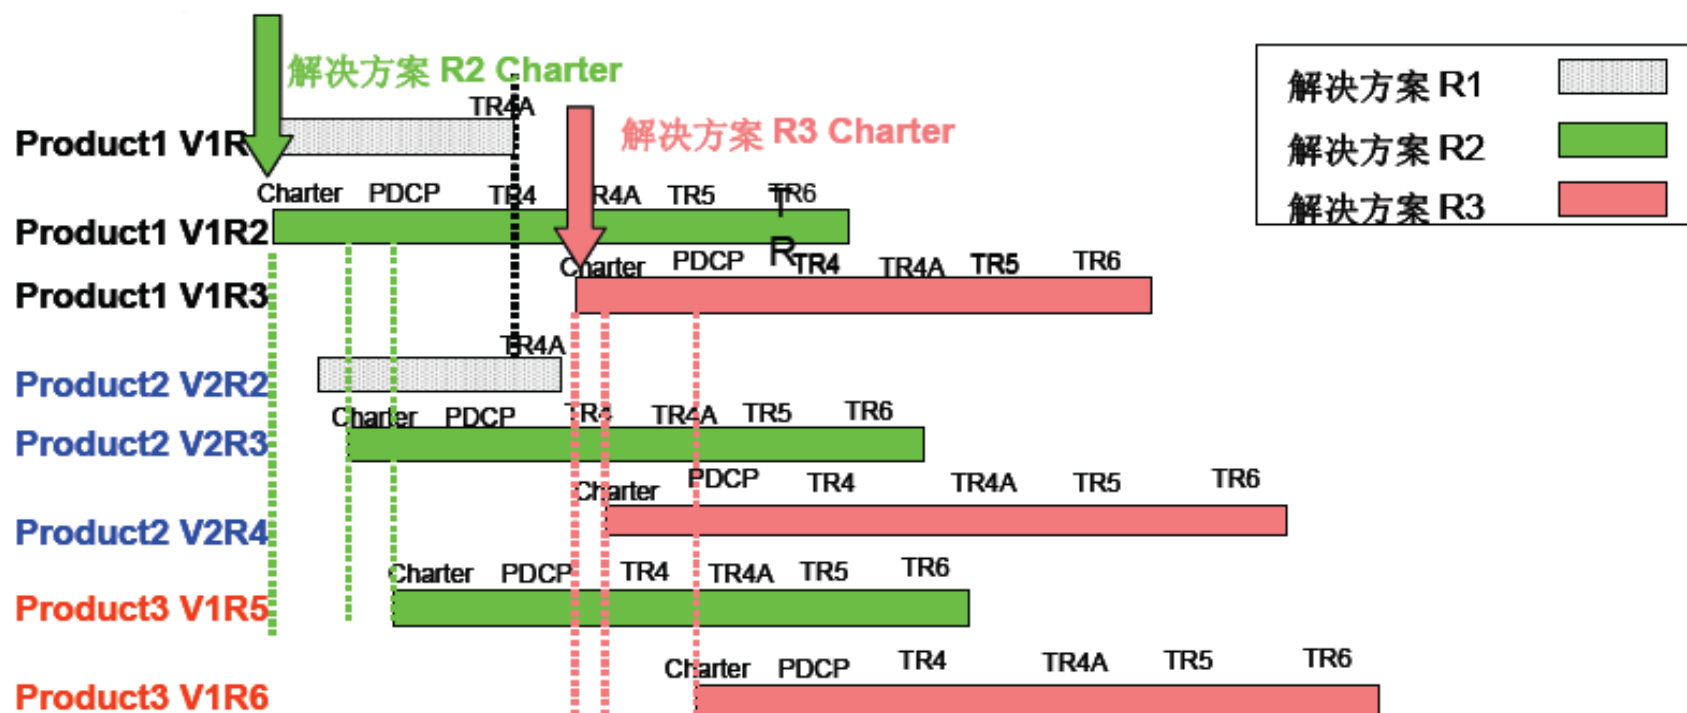 解决方案 R2 Charter
解决方案 R1
TR4A
解决方案 R3 Charter
Product1 V1R
解决方案 R2
Charter PDCP TR4 R4A TR5 TR6
解决方案 R3
Product1 V1R2
T
R
Charter PDCP TR4 TR4A TR5 TR6
Product1 V1R3
TR4A
Product2 V2R2
Charter PDCP TR4 TR4A TR5 TR6
Product2 V2R3
Charter PDCP TR4 TR4A TR5 TR6
Product2 V2R4
Charter PDCP TR4 TR4A TR5 TR6
Product3 V1R5
Charter PDCP TR4 TR4A TR5 TR6
Product3 V1R6